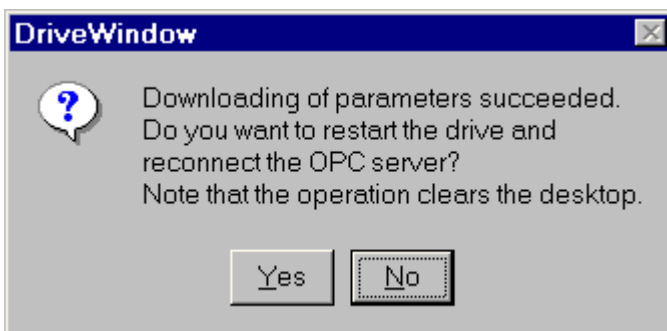 DriveWindow
?
Downloading of parameters succeeded.
Do you want to restart the drive and
reconnect the OPC server?
Note that the operation clears the desktop.
Yes No